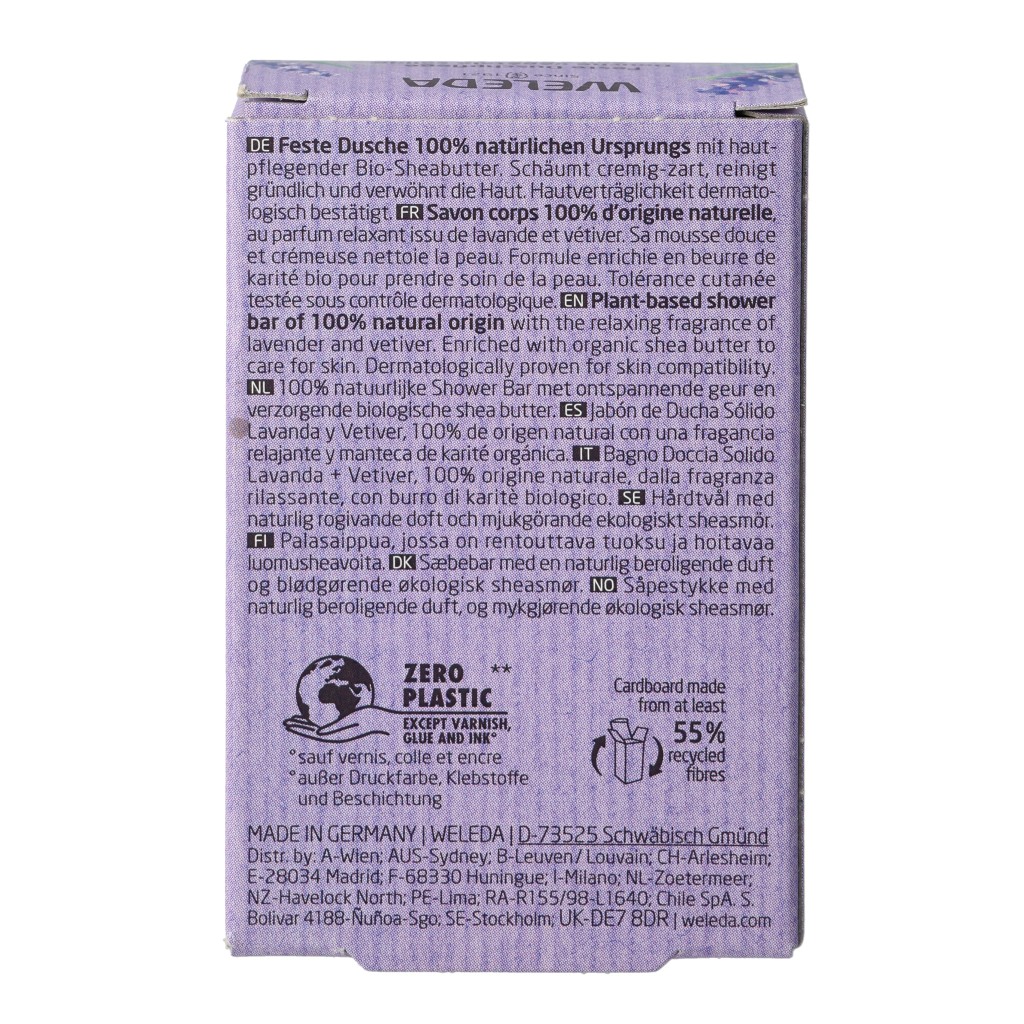 WELEDA
Since 1921
DE Feste Dusche 100% natürlichen Ursprungs mit haut-
pflegender Bio-Sheabutter. Schäumt cremig-zart, reinigt
gründlich und verwöhnt die Haut. Hautverträglichkeit dermato-
logisch bestätigt. FR Savon corps 100% d'origine naturelle,
au parfum relaxant issu de lavande et vétiver. Sa mousse douce
et crémeuse nettoie la peau. Formule enrichie en beurre de
karité bio pour prendre soin de la peau. Tolérance cutanée
testée sous contrôle dermatologique. EN Plant-based shower
bar of 100% natural origin with the relaxing fragrance of
lavender and vetiver. Enriched with organic shea butter to
care for skin. Dermatologically proven for skin compatibility.
NL 100% natuurlijke Shower Bar met ontspannende geur en
verzorgende biologische shea butter. ES Jabón de Ducha Sólido
Lavanda y Vetiver, 100% de origen natural con una fragancia
relajante y manteca de karité orgánica. IT Bagno Doccia Solido
Lavanda + Vetiver, 100% origine naturale, dalla fragranza
rilassante, con burro di karitè biologico. SE Hårdtvål med
naturlig rogivande doft och mjukgörande ekologiskt sheasmör.
FI Palasaippua, jossa on rentouttava tuoksu ja hoitavaa
luomusheavoita. DK Sæbebar med en naturlig beroligende duft
og blødgørende økologisk sheasmør. NO Såpestykke med
naturlig beroligende duft, og mykgjørende økologisk sheasmør.
ZERO **
PLASTIC
EXCEPT VARNISH,
GLUE AND INK°
°sauf vernis, colle et encre
°außer Druckfarbe, Klebstoffe
und Beschichtung
Cardboard made
from at least
55%
recycled
fibres
MADE IN GERMANY | WELEDA | D-73525 Schwäbisch Gmünd
Distr. by: A-Wien; AUS-Sydney; B-Leuven/ Louvain; CH-Arlesheim;
E-28034 Madrid; F-68330 Huningue; I-Milano; NL-Zoetermeer;
NZ-Havelock North; PE-Lima; RA-R155/98-L1640; Chile SpA. S.
Bolivar 4188-Ñuñoa-Sgo, SE-Stockholm; UK-DE7 8DR | weleda.com